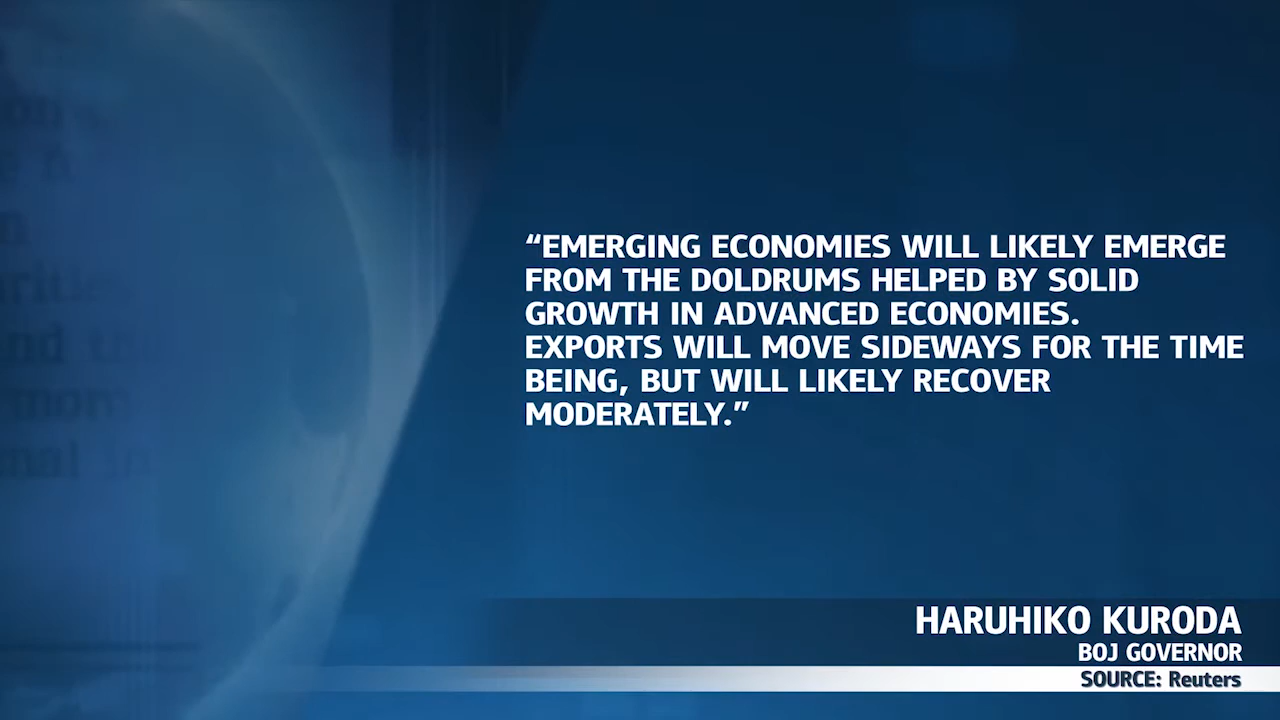 “EMERGING ECONOMIES WILL LIKELY EMERGE
FROM THE DOLDRUMS HELPED BY SOLID
GROWTH IN ADVANCED ECONOMIES.
EXPORTS WILL MOVE SIDEWAYS FOR THE TIME
BEING, BUT WILL LIKELY RECOVER
MODERATELY.”
HARUHIKO KURODA
BOJ GOVERNOR
SOURCE: Reuters